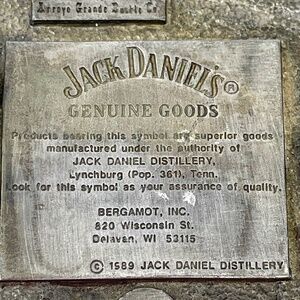 Arroyo Grande Buckle Co.
JACK DANIEL'S®
GENUINE GOODS
Products bearing this symbol are superior goods
manufactured under the authority of
JACK DANIEL DISTILLERY,
Lynchburg (Pop. 361), Tenn.
Look for this symbol as your assurance of quality.
BERGAMOT, INC.
820 Wisconsin St.
Delavan, WI 53115
© 1989 JACK DANIEL DISTILLERY